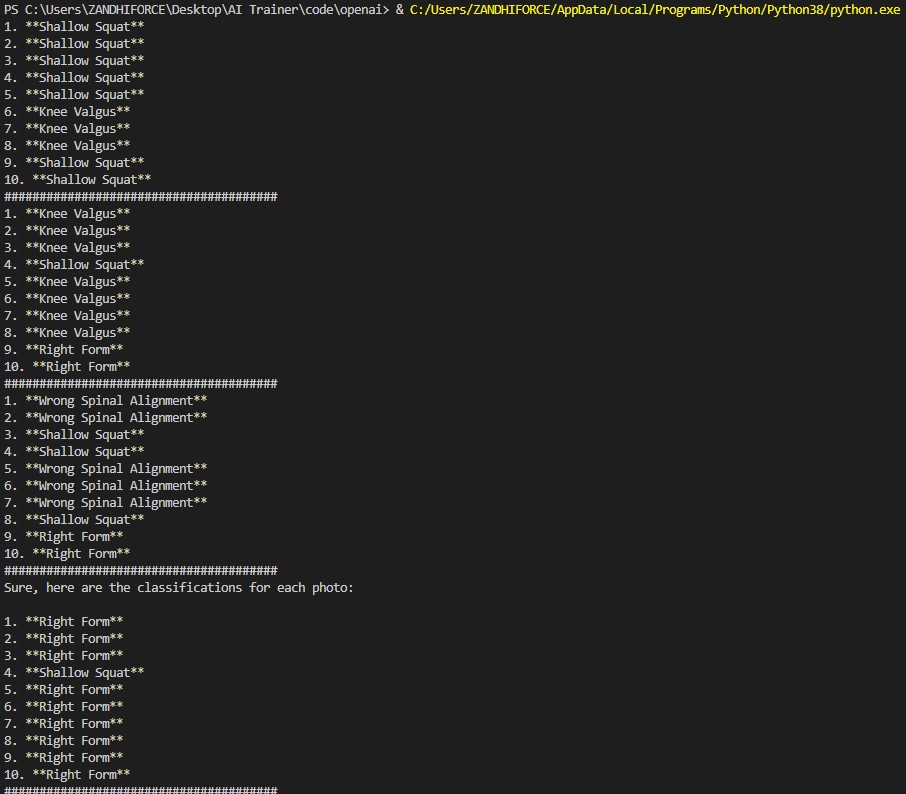 PS C:\Users\ZANDHIFORCE\Desktop\AI Trainer\code\openai> & C:/Users/ZANDHIFORCE/AppData/Local/Programs/Python/Python38/python.exe
1. **Shallow Squat**
2. **Shallow Squat**
3. **Shallow Squat**
4. **Shallow Squat**
5. **Shallow Squat**
6. **Knee Valgus**
7. **Knee Valgus**
8. **Knee Valgus**
9. **Shallow Squat**
10. **Shallow Squat**
#######################################
1. **Knee Valgus**
2. **Knee Valgus**
3. **Knee Valgus**
4. **Shallow Squat**
5. **Knee Valgus**
6. **Knee Valgus**
7. **Knee Valgus**
8. **Knee Valgus**
9. **Right Form**
10. **Right Form**
#######################################
1. **Wrong Spinal Alignment**
2. **Wrong Spinal Alignment**
3. **Shallow Squat**
4. **Shallow Squat**
5. **Wrong Spinal Alignment**
6. **Wrong Spinal Alignment**
7. **Wrong Spinal Alignment**
8. **Shallow Squat**
9. **Right Form**
10. **Right Form**
#######################################
Sure, here are the classifications for each photo:
1. **Right Form**
2. **Right Form**
3. **Right Form**
4. **Shallow Squat**
5. **Right Form**
6. **Right Form**
7. **Right Form**
8. **Right Form**
9. **Right Form**
10. **Right Form**
#######################################